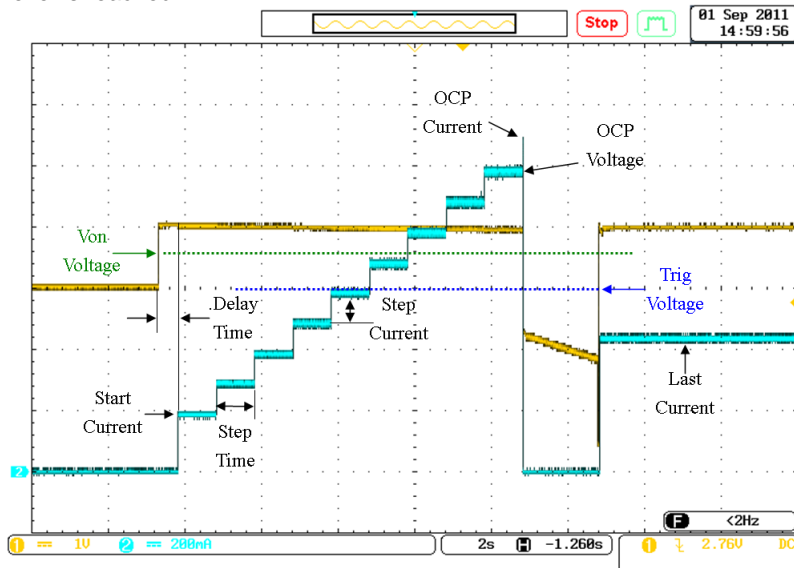 Stop
01 Sep 2011
14:59:56
OCP
Current
OCP
Voltage
Von
Voltage
Trig
Voltage
.Delay
Time
Step
Current
Start
Current
Step
Time
Last
Current
2
F <2Hz
1 1V 2 200mA
2s H -1.260s
1 2.76V DC